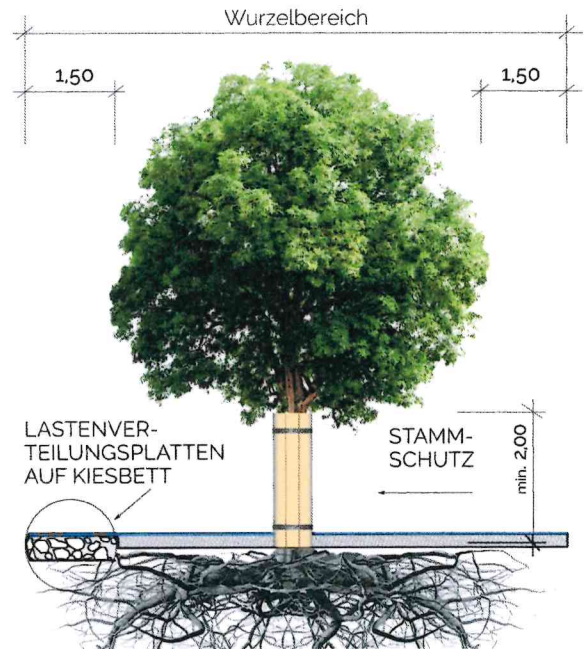 Wurzelbereich
1,50
1,50
LASTENVER-
TEILUNGSPLATTEN
AUF KIESBETT
STAMM-
SCHUTZ
min. 2,00